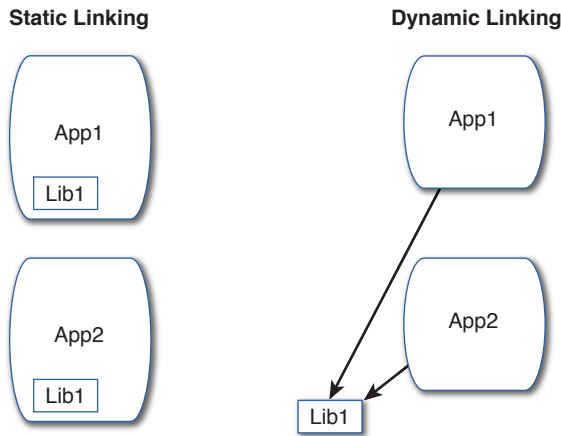 Static Linking
App1
Lib1
App2
Lib1
Dynamic Linking
App1
App2
Lib1